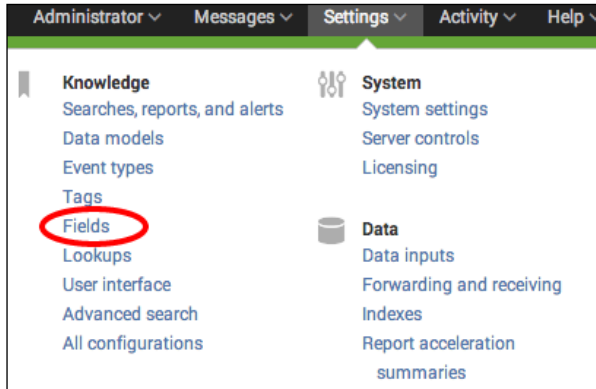 Administrator Messages Settings Activity Help
Knowledge
Searches, reports, and alerts
Data models
Event types
Tags
Fields
Lookups
User interface
Advanced search
All configurations
System
System settings
Server controls
Licensing
Data
Data inputs
Forwarding and receiving
Indexes
Report acceleration
summaries